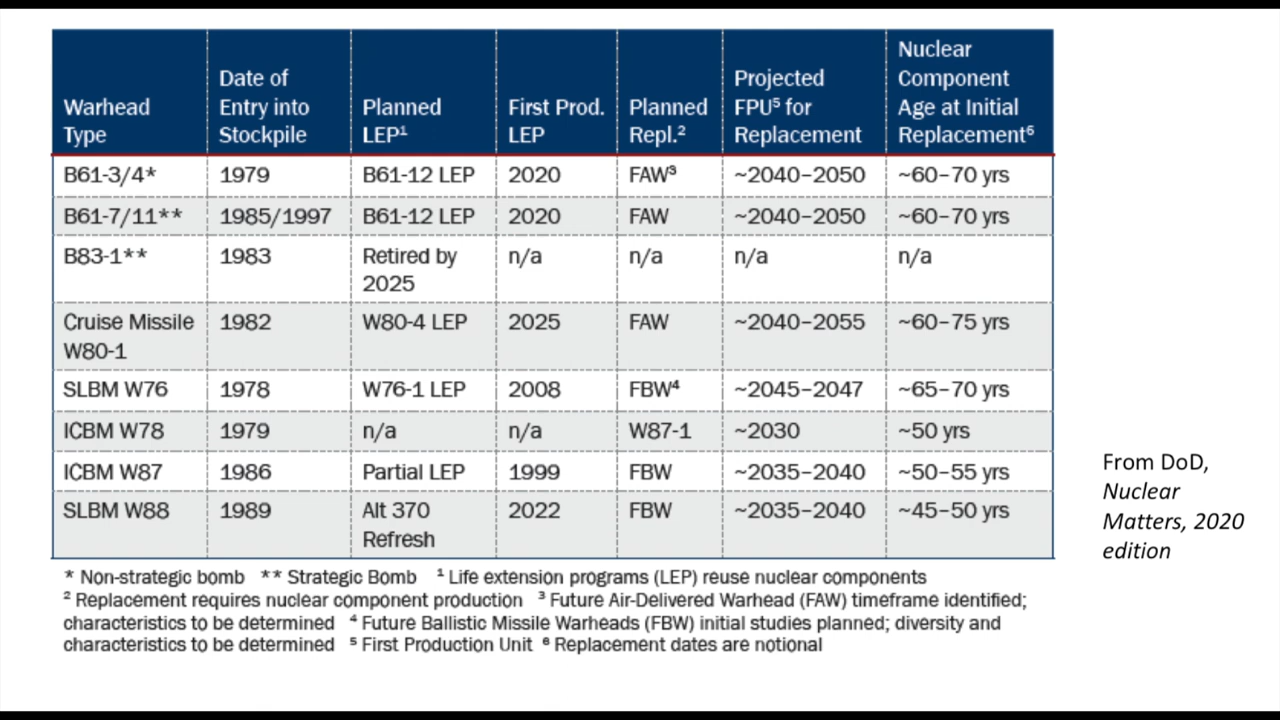 Warhead Type | Date of Entry into Stockpile | Planned LEP¹ | First Prod. LEP | Planned Repl.² | Projected FPU⁵ for Replacement | Nuclear Component Age at Initial Replacement⁶
B61-3/4* | 1979 | B61-12 LEP | 2020 | FAW³ | ~2040–2050 | ~60–70 yrs
B61-7/11** | 1985/1997 | B61-12 LEP | 2020 | FAW | ~2040–2050 | ~60–70 yrs
B83-1** | 1983 | Retired by 2025 | n/a | n/a | n/a | n/a
Cruise Missile W80-1 | 1982 | W80-4 LEP | 2025 | FAW | ~2040–2055 | ~60–75 yrs
SLBM W76 | 1978 | W76-1 LEP | 2008 | FBW⁴ | ~2045–2047 | ~65–70 yrs
ICBM W78 | 1979 | n/a | n/a | W87-1 | ~2030 | ~50 yrs
ICBM W87 | 1986 | Partial LEP | 1999 | FBW | ~2035–2040 | ~50–55 yrs
SLBM W88 | 1989 | Alt 370 Refresh | 2022 | FBW | ~2035–2040 | ~45–50 yrs
* Non-strategic bomb ** Strategic Bomb ¹ Life extension programs (LEP) reuse nuclear components
² Replacement requires nuclear component production ³ Future Air-Delivered Warhead (FAW) timeframe identified;
characteristics to be determined ⁴ Future Ballistic Missile Warheads (FBW) initial studies planned; diversity and
characteristics to be determined ⁵ First Production Unit ⁶ Replacement dates are notional
From DoD,
Nuclear
Matters, 2020
edition